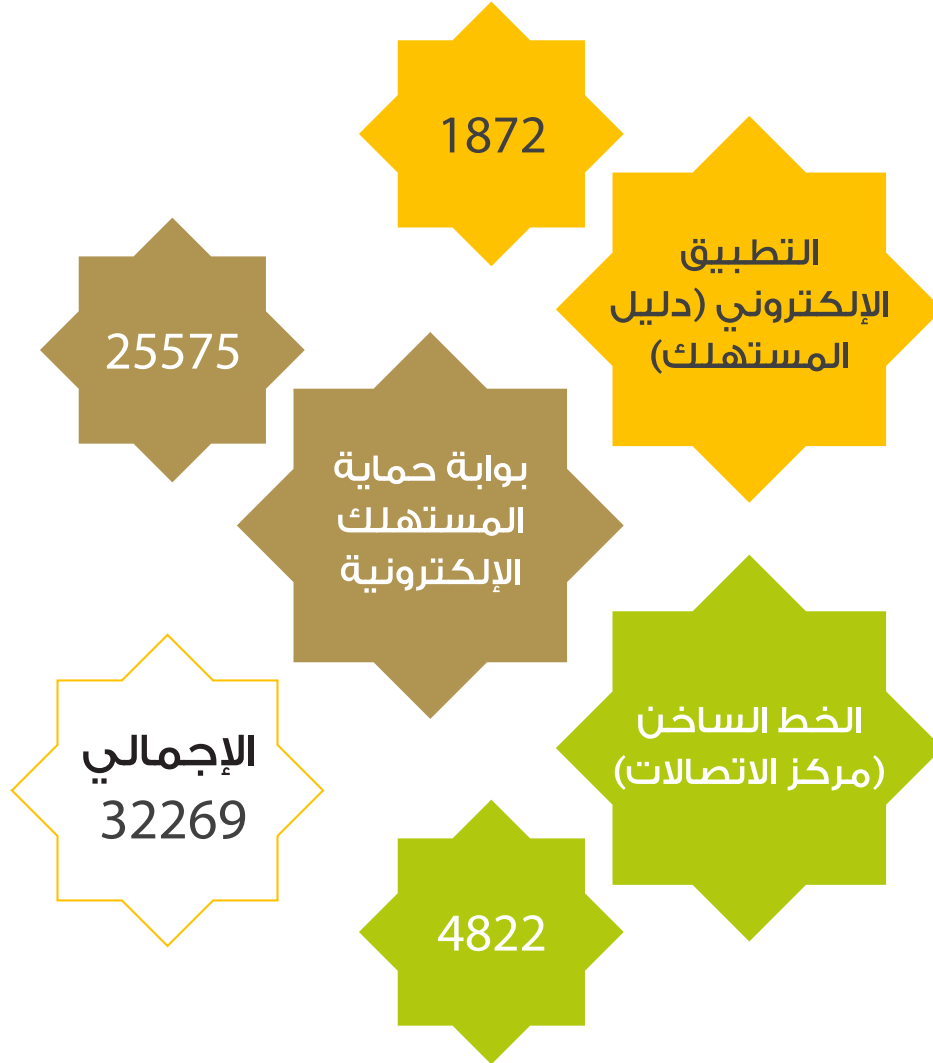 1872
التطبيق
الإلكتروني (دليل
المستهلك)
25575
بوابة حماية
المستهلك
الإلكترونية
الخط الساخن
(مركز الاتصالات)
4822
الإجمالي
32269